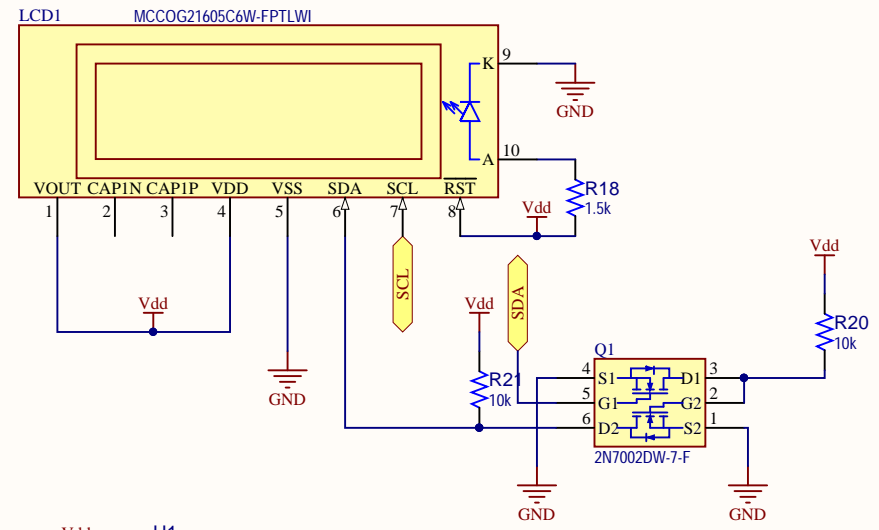 LCD1 MCCOG21605C6W-FPTLWI
K 9
GND
A 10
VOUT CAP1N CAP1P VDD VSS SDA SCL RST
1 2 3 4 5 6 7 8
R18
1.5k
Vdd
Vdd
SCL
SDA
Vdd
Vdd
R20
10k
GND
R21
10k
Q1
4 S1 D1 3
5 G1 G2 2
6 D2 S2 1
2N7002DW-7-F
GND
GND